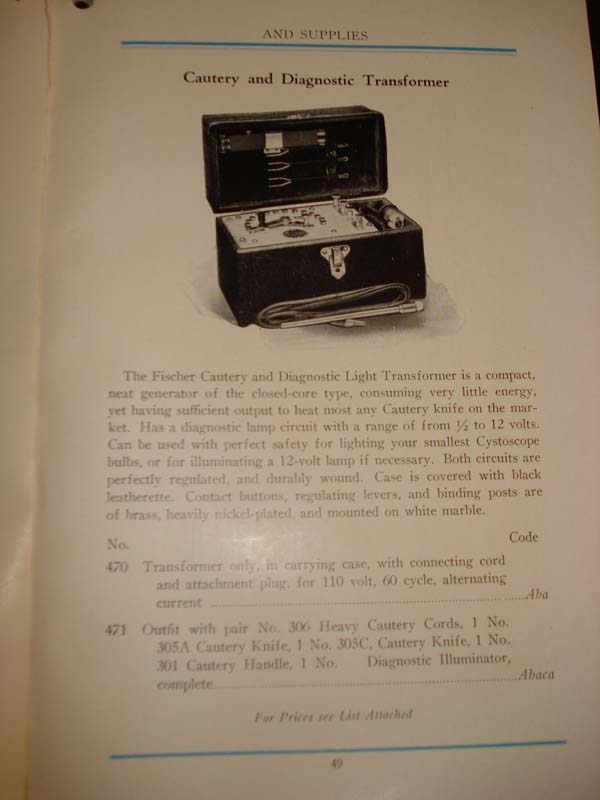 AND SUPPLIES
Cautery and Diagnostic Transformer
The Fischer Cautery and Diagnostic Light Transformer is a compact,
neat generator of the closed-core type, consuming very little energy,
yet having sufficient output to heat most any Cautery knife on the mar-
ket. Has a diagnostic lamp circuit with a range of from ½ to 12 volts.
Can be used with perfect safety for lighting your smallest Cystoscope
bulbs, or for illuminating a 12-volt lamp if necessary. Both circuits are
perfectly regulated, and durably wound. Case is covered with black
leatherette. Contact buttons, regulating levers, and binding posts are
of brass, heavily nickel-plated, and mounted on white marble.
No. Code
470 Transformer only, in carrying case, with connecting cord
and attachment plug, for 110 volt, 60 cycle, alternating
current ........................................ Aba
471 Outfit with pair No. 306 Heavy Cautery Cords, 1 No.
305A Cautery Knife, 1 No. 305C, Cautery Knife, 1 No.
301 Cautery Handle, 1 No. Diagnostic Illuminator,
complete........................................ Abaca
For Prices see List Attached
49